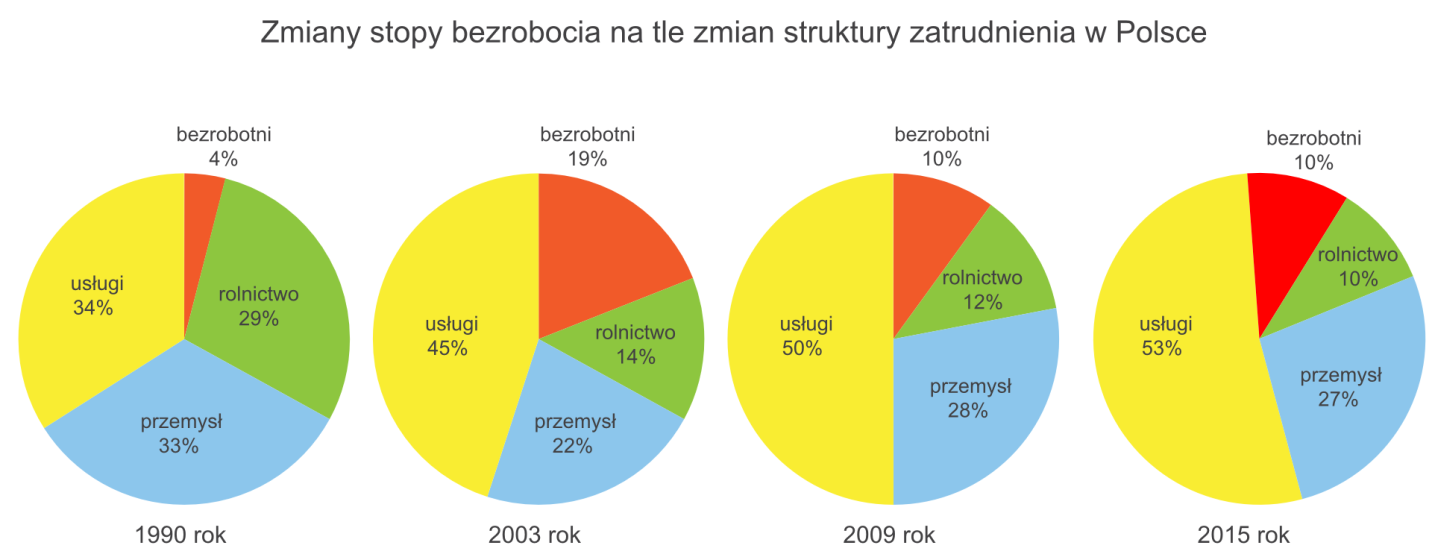 Zmiany stopy bezrobocia na tle zmian struktury zatrudnienia w Polsce
bezrobotni
4%
usługi
34%
rolnictwo
29%
przemysł
33%
1990 rok
bezrobotni
19%
usługi
45%
rolnictwo
14%
przemysł
22%
2003 rok
bezrobotni
10%
usługi
50%
rolnictwo
12%
przemysł
28%
2009 rok
bezrobotni
10%
usługi
53%
rolnictwo
10%
przemysł
27%
2015 rok